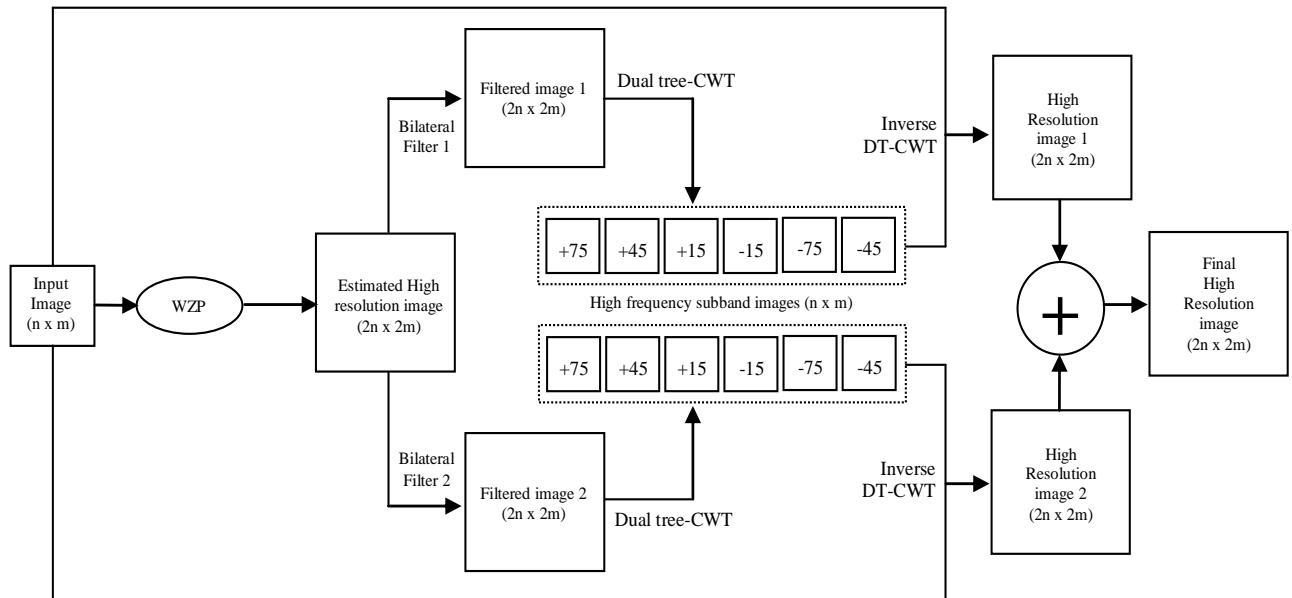 Input
Image
(n x m)
WZP
Estimated High
resolution image
(2n x 2m)
Bilateral
Filter 1
Filtered image 1
(2n x 2m)
Dual tree-CWT
+75 +45 +15 -15 -75 -45
High frequency subband images (n x m)
+75 +45 +15 -15 -75 -45
Bilateral
Filter 2
Filtered image 2
(2n x 2m)
Dual tree-CWT
Inverse
DT-CWT
High
Resolution
image 1
(2n x 2m)
Inverse
DT-CWT
High
Resolution
image 2
(2n x 2m)
+
Final
High
Resolution
image
(2n x 2m)